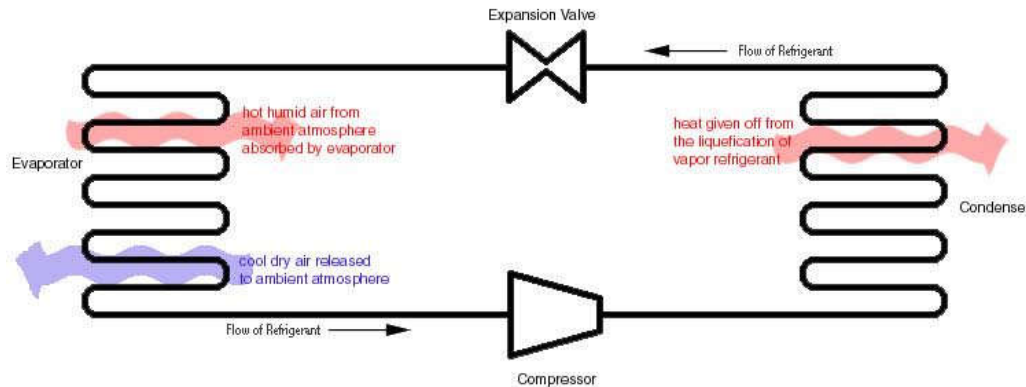 Expansion Valve
Flow of Refrigerant
hot humid air from
ambient atmosphere
absorbed by evaporator
heat given off from
the liquefication of
vapor refrigerant
Evaporator
Condense
cool dry air released
to ambient atmosphere
Flow of Refrigerant
Compressor